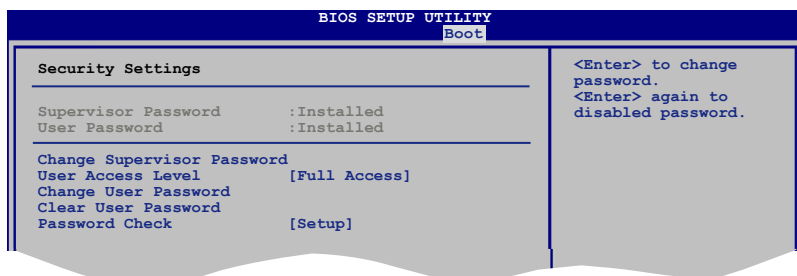 BIOS SETUP UTILITY
Boot
Security Settings
Supervisor Password :Installed
User Password :Installed
Change Supervisor Password
User Access Level [Full Access]
Change User Password
Clear User Password
Password Check [Setup]
<Enter> to change
password.
<Enter> again to
disabled password.